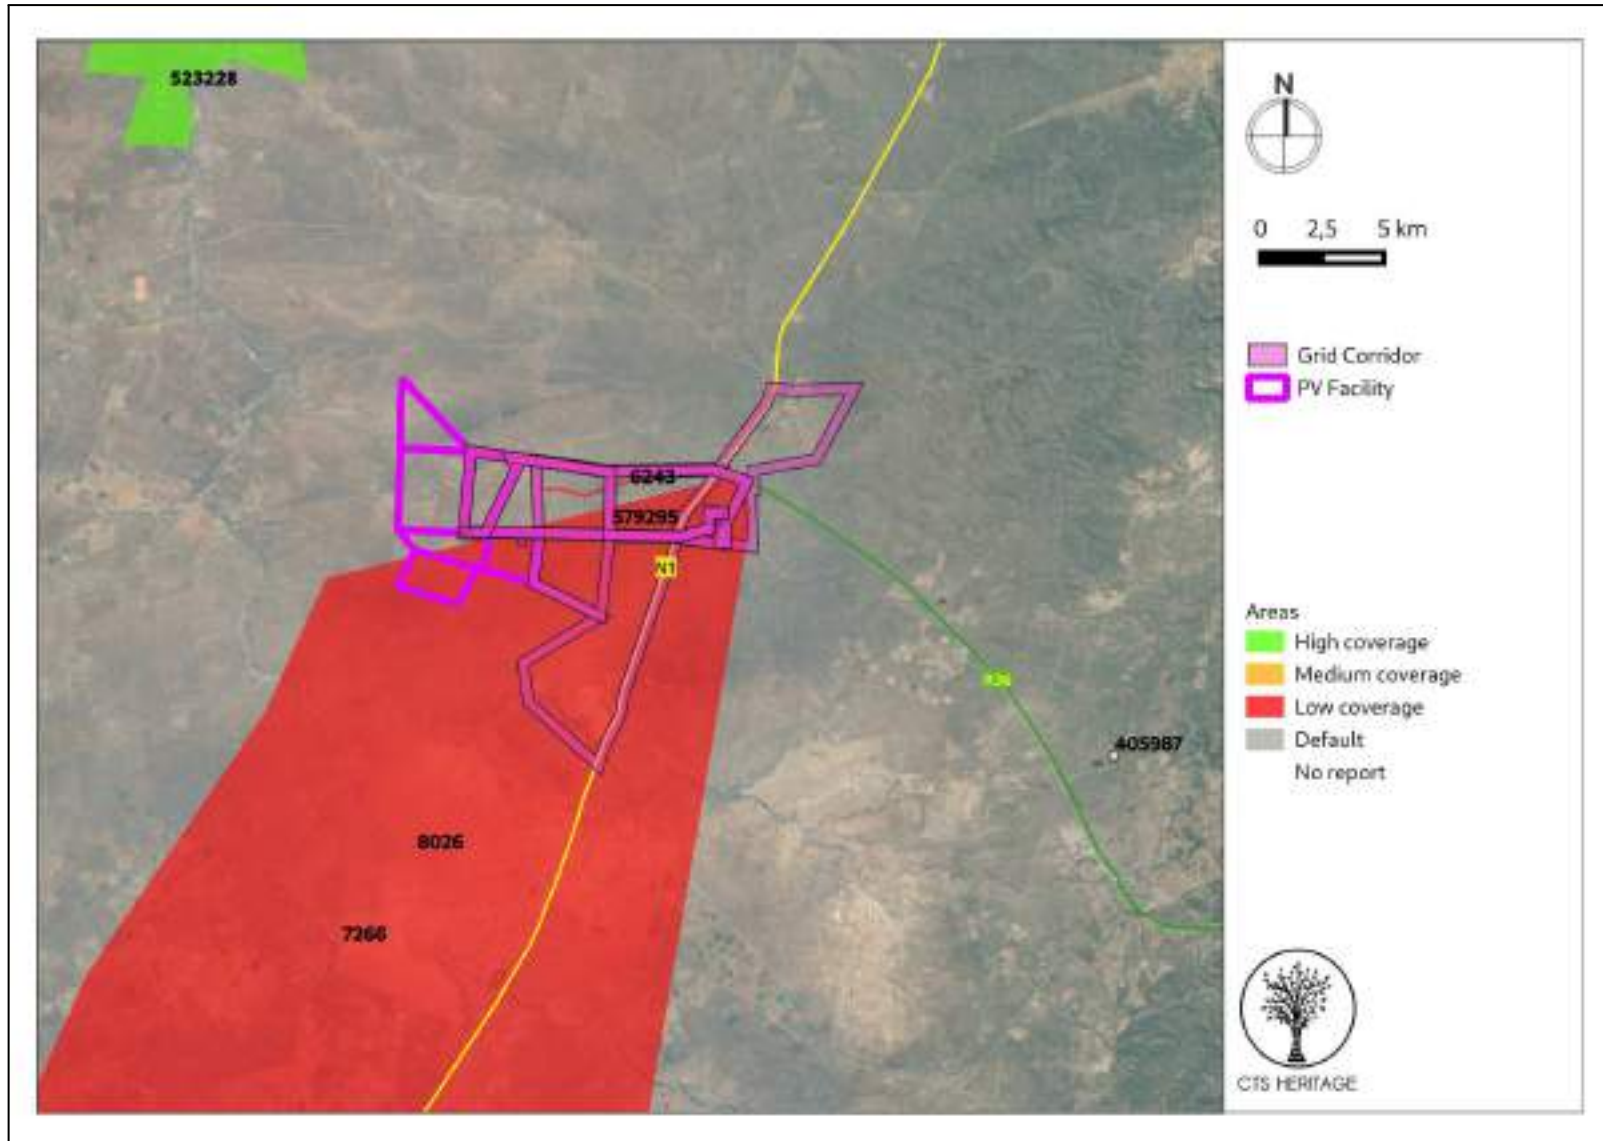 523228
6243
579295
N1
405987
8026
7266
N
0 2,5 5 km
Grid Corridor
PV Facility
Areas
High coverage
Medium coverage
Low coverage
Default
No report
CTS HERITAGE